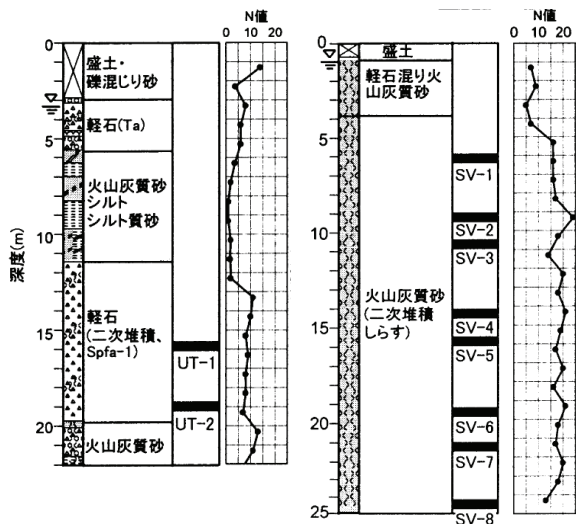 N値
0 10 20
0
盛土・
礫混じり砂
軽石(Ta)
5
火山灰質砂
シルト
シルト質砂
10
深度(m)
軽石
(二次堆積、
Spfa-1)
15
UT-1
UT-2
20
火山灰質砂
N値
0 10 20
0
盛土
軽石混り火
山灰質砂
5
SV-1
SV-2
10
SV-3
火山灰質砂
(二次堆積
しらす)
SV-4
15
SV-5
SV-6
20
SV-7
SV-8
25